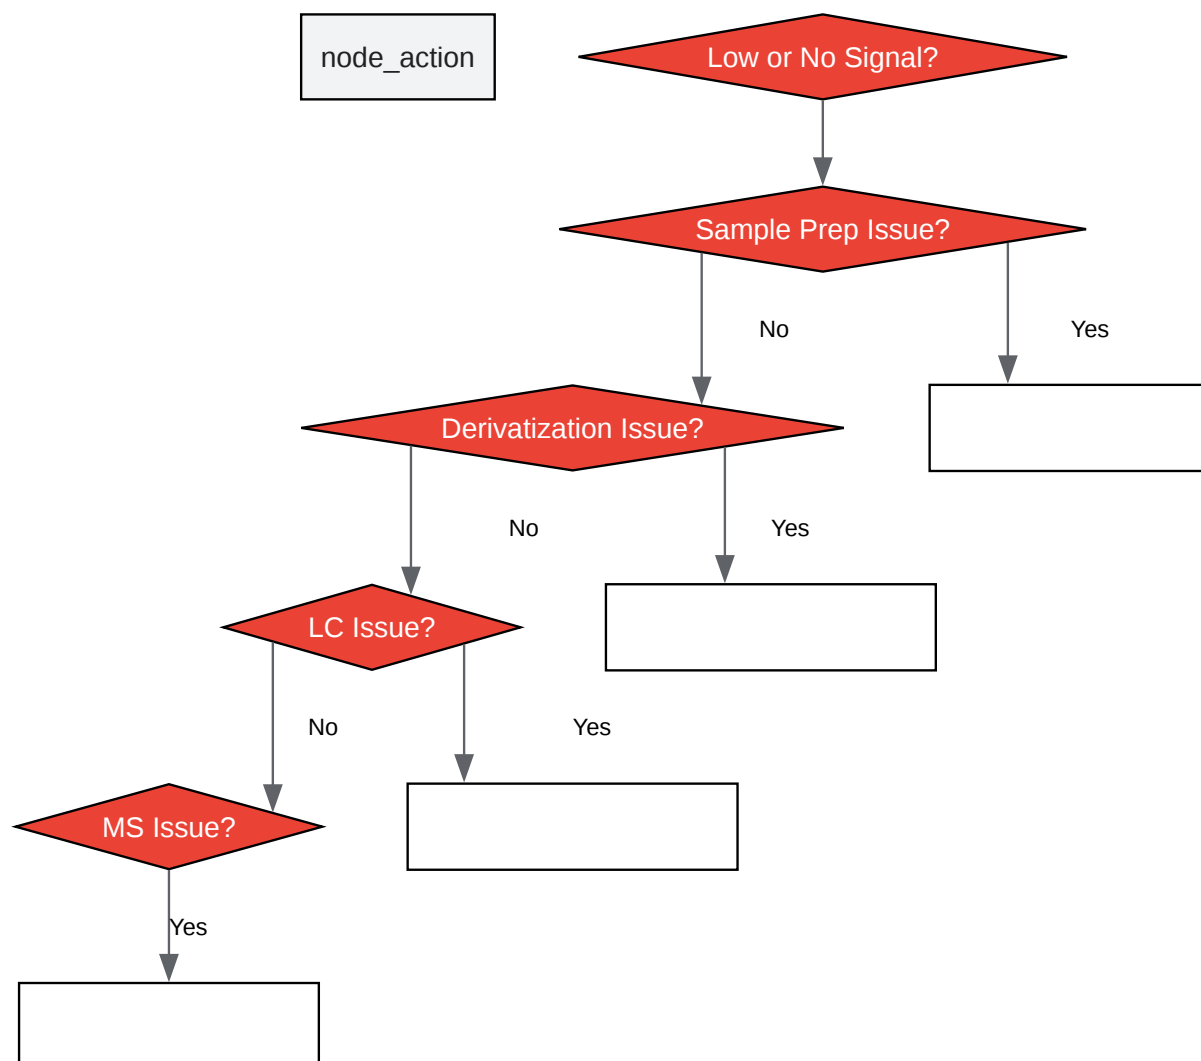 node_action
Low or No Signal?
Sample Prep Issue?
No
Yes
Derivatization Issue?
No
Yes
LC Issue?
No
Yes
MS Issue?
Yes